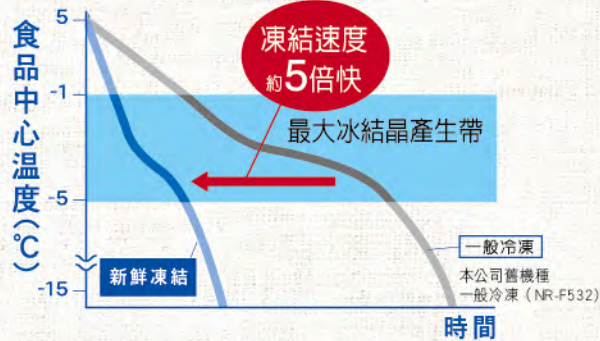 食品中心温度(℃)
5
-1
-5
-15
凍結速度
約5倍快
最大冰結晶產生帶
新鮮凍結
一般冷凍
本公司舊機種
一般冷凍(NR-F532)
時間